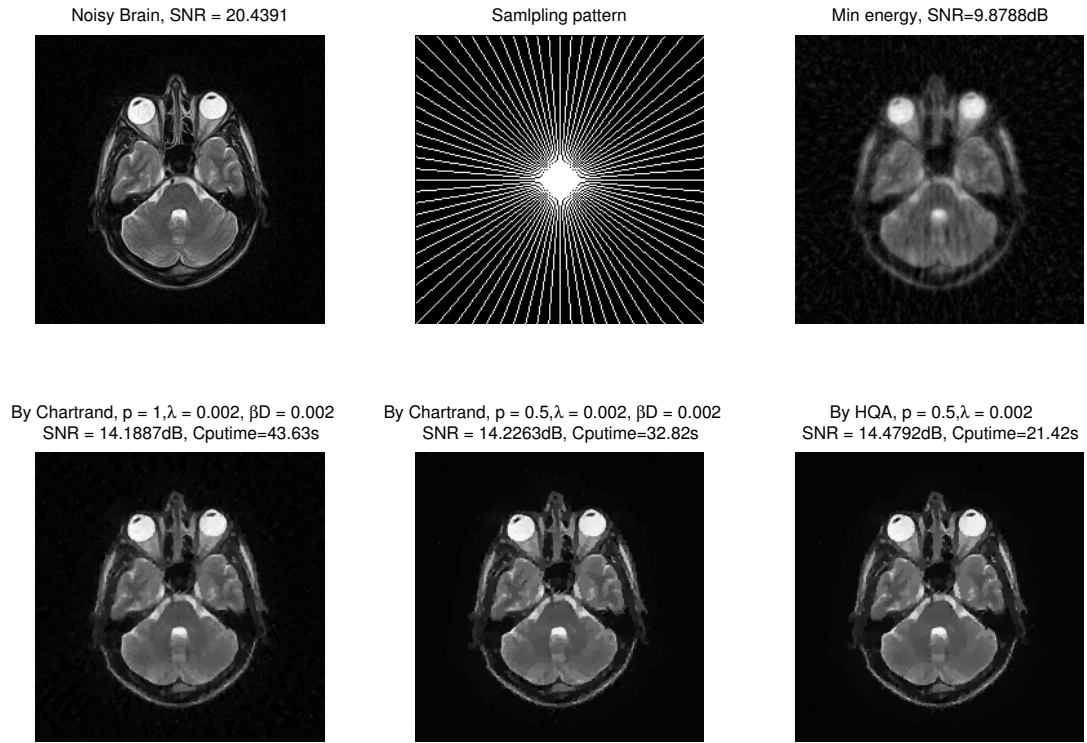 Noisy Brain, SNR = 20.4391
Samlpling pattern
Min energy, SNR=9.8788dB
By Chartrand, p = 1,λ = 0.002, βD = 0.002
SNR = 14.1887dB, Cputime=43.63s
By Chartrand, p = 0.5,λ = 0.002, βD = 0.002
SNR = 14.2263dB, Cputime=32.82s
By HQA, p = 0.5,λ = 0.002
SNR = 14.4792dB, Cputime=21.42s